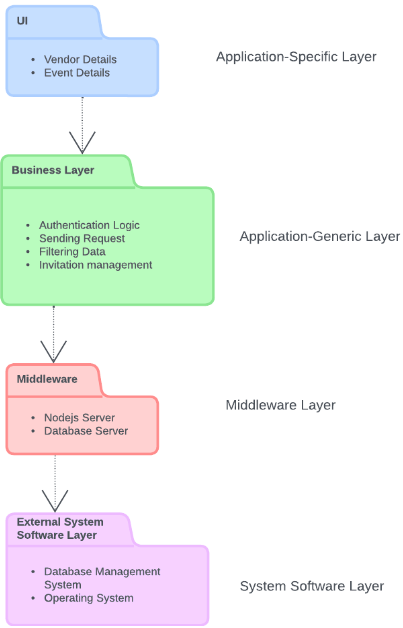 UI
• Vendor Details
• Event Details
Application-Specific Layer
Business Layer
• Authentication Logic
• Sending Request
• Filtering Data
• Invitation management
Application-Generic Layer
Middleware
• Nodejs Server
• Database Server
Middleware Layer
External System
Software Layer
• Database Management
System
• Operating System
System Software Layer